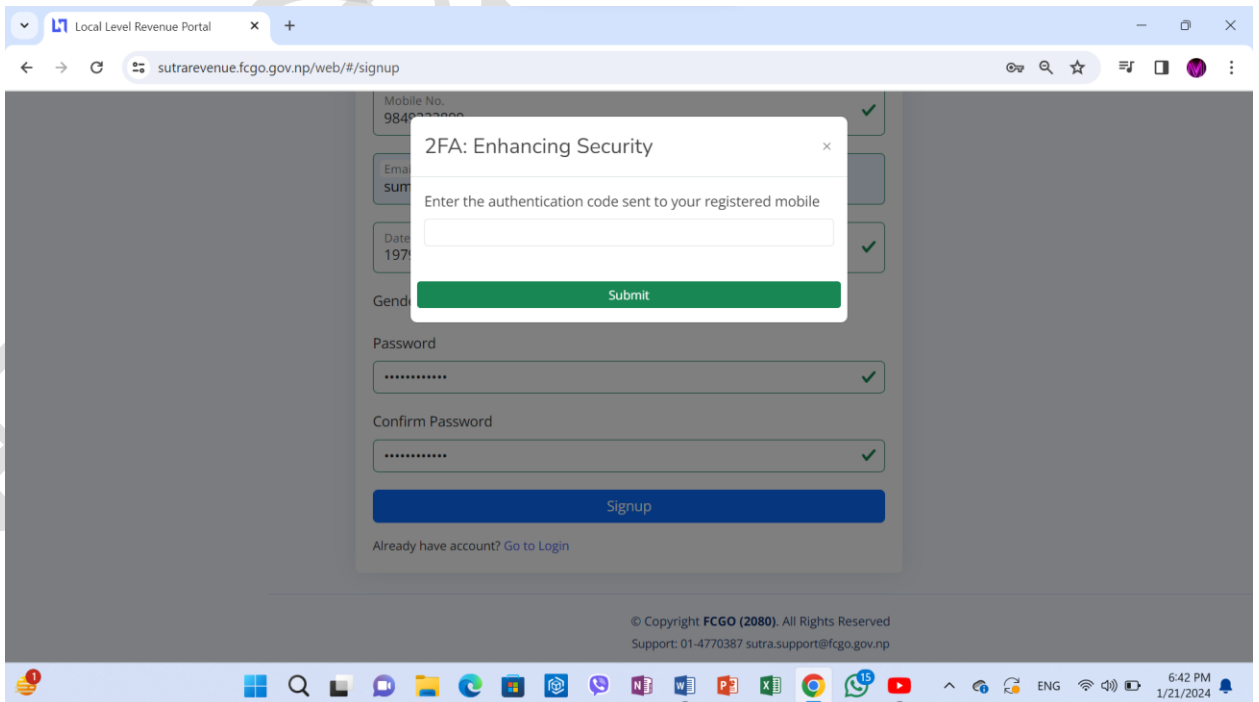 Local Level Revenue Portal
sutrarevenue.fcgo.gov.np/web/#/signup
Mobile No.
2FA: Enhancing Security
Enter the authentication code sent to your registered mobile
Submit
Password
Confirm Password
Signup
Already have account? Go to Login
© Copyright FCGO (2080). All Rights Reserved
Support: 01-4770387 sutra.support@fcgo.gov.np
1
15
ENG
6:42 PM
1/21/2024